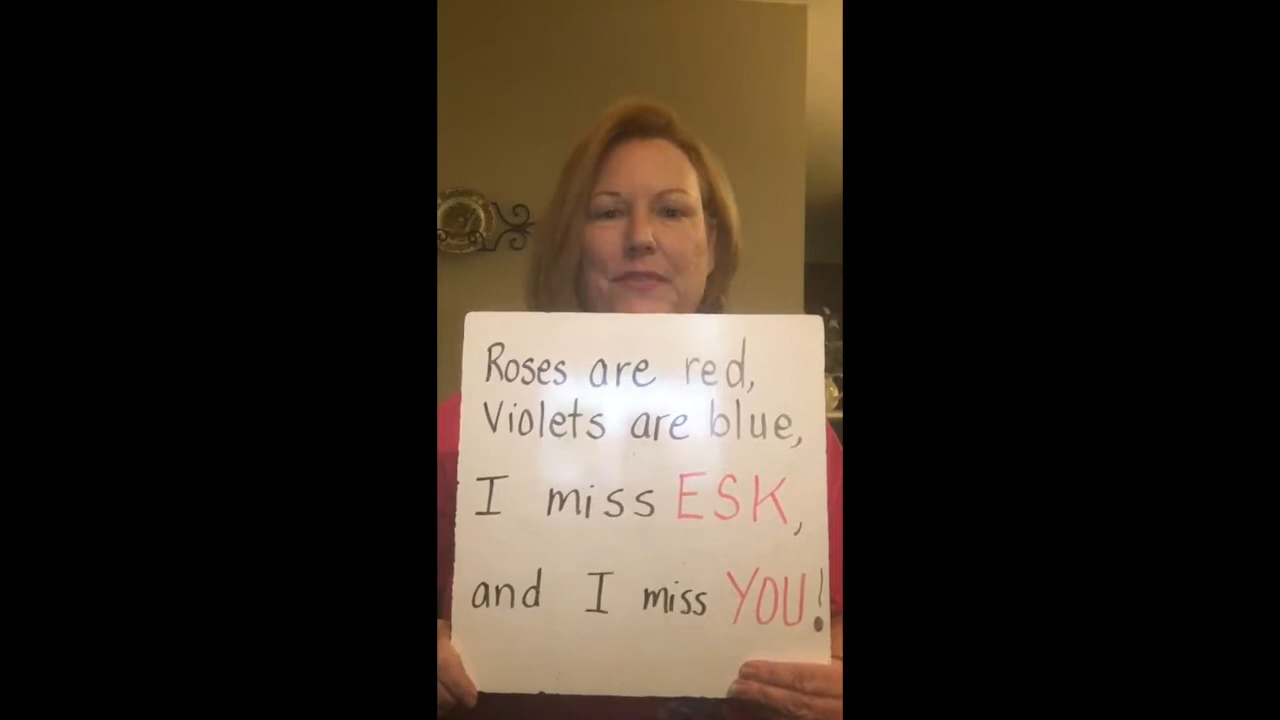 Roses are red,
Violets are blue,
I miss ESK,
and I miss YOU!